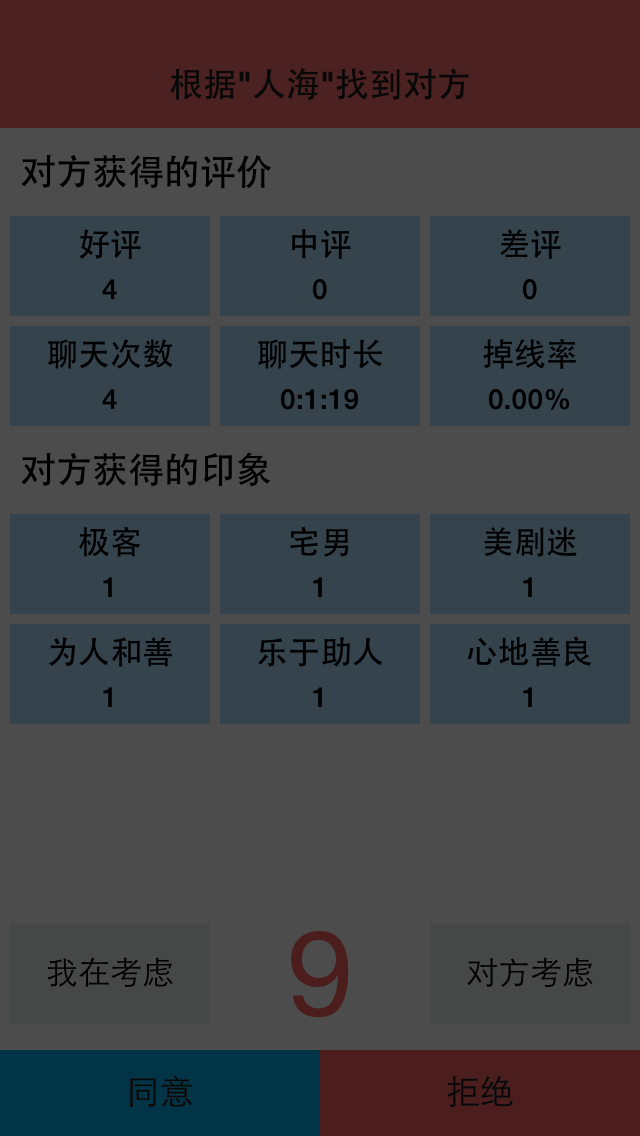 根据"人海"找到对方
对方获得的评价
好评 中评 差评
4 0 0
聊天次数 聊天时长 掉线率
4 0:1:19 0.00%
对方获得的印象
极客 宅男 美剧迷
1 1 1
为人和善 乐于助人 心地善良
1 1 1
我在考虑 9 对方考虑
同意 拒绝